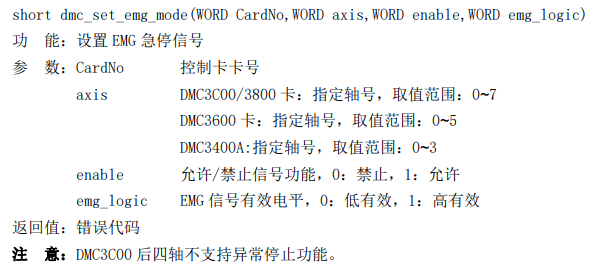 short dmc_set_emg_mode(WORD CardNo,WORD axis,WORD enable,WORD emg_logic)
功 能：设置 EMG 急停信号
参 数：CardNo 控制卡卡号
axis DMC3C00/3800 卡：指定轴号，取值范围：0~7
DMC3600 卡：指定轴号，取值范围：0~5
DMC3400A:指定轴号，取值范围：0~3
enable 允许/禁止信号功能，0：禁止，1：允许
emg_logic EMG 信号有效电平，0：低有效，1：高有效
返回值：错误代码
注 意：DMC3C00 后四轴不支持异常停止功能。